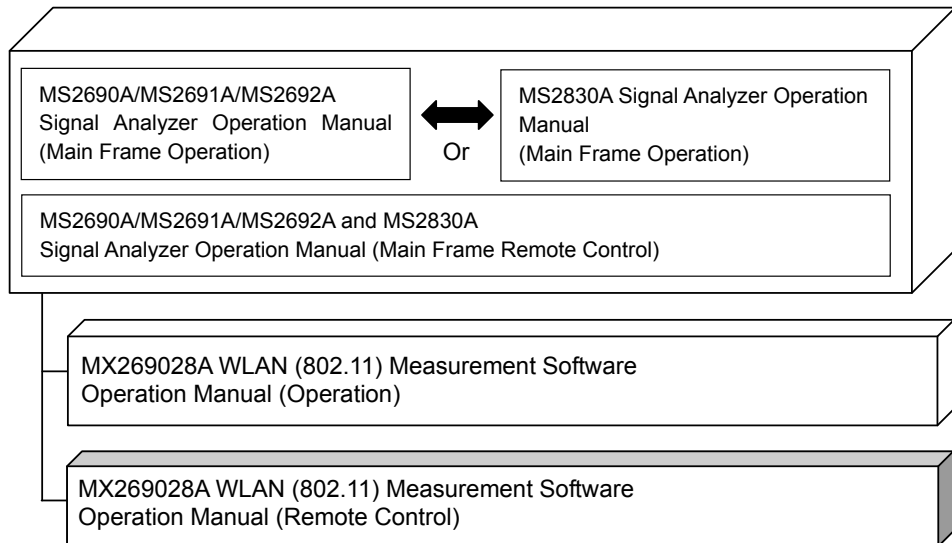 MS2690A/MS2691A/MS2692A
Signal Analyzer Operation Manual
(Main Frame Operation)
Or
MS2830A Signal Analyzer Operation
Manual
(Main Frame Operation)
MS2690A/MS2691A/MS2692A and MS2830A
Signal Analyzer Operation Manual (Main Frame Remote Control)
MX269028A WLAN (802.11) Measurement Software
Operation Manual (Operation)
MX269028A WLAN (802.11) Measurement Software
Operation Manual (Remote Control)